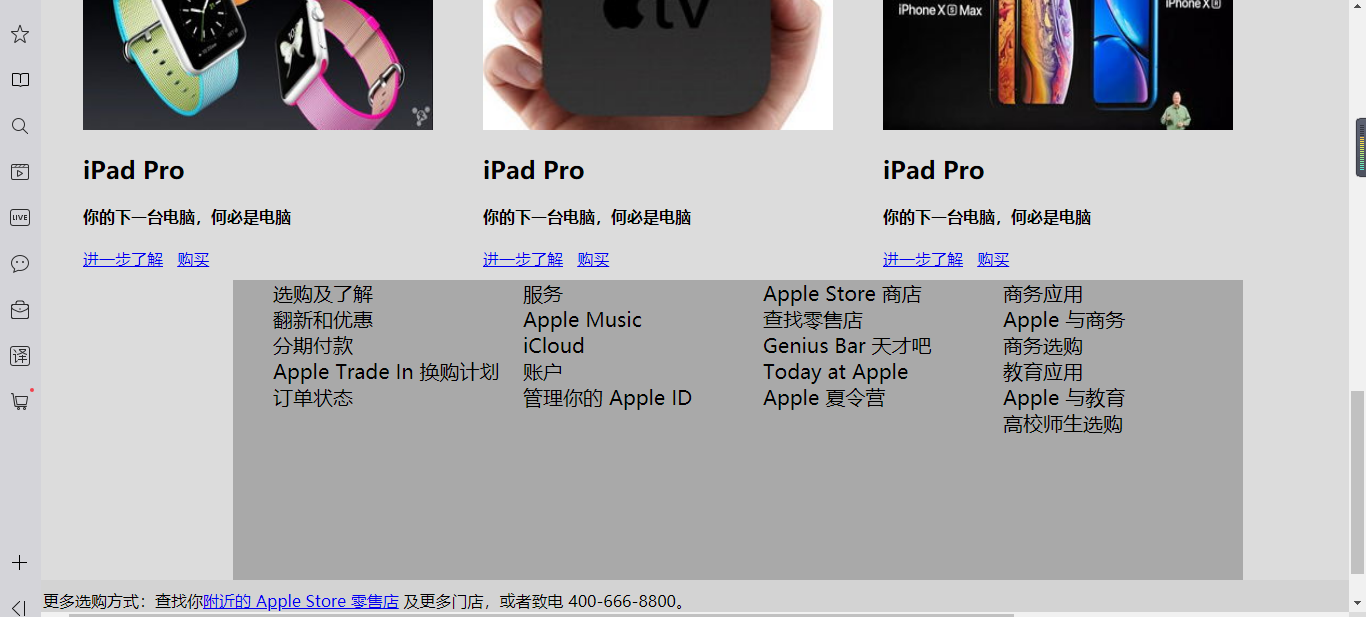 tv
iPhone XS Max
iPhone XR
iPad Pro
你的下一台电脑，何必是电脑
进一步了解 购买
iPad Pro
你的下一台电脑，何必是电脑
进一步了解 购买
iPad Pro
你的下一台电脑，何必是电脑
进一步了解 购买
选购及了解
翻新和优惠
分期付款
Apple Trade In 换购计划
订单状态
服务
Apple Music
iCloud
账户
管理你的 Apple ID
Apple Store 商店
查找零售店
Genius Bar 天才吧
Today at Apple
Apple 夏令营
商务应用
Apple 与商务
商务选购
教育应用
Apple 与教育
高校师生选购
LIVE
译
更多选购方式：查找你附近的 Apple Store 零售店 及更多门店，或者致电 400-666-8800。